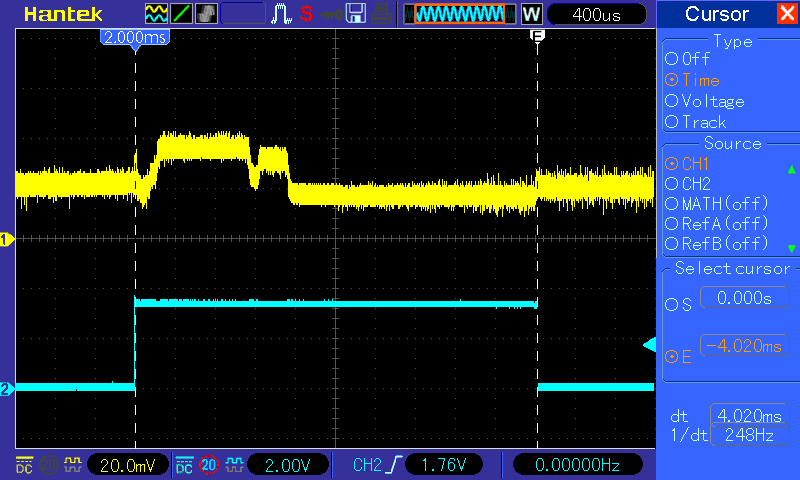 Hantek S W 400us
2.000ms
E
1
2
DC 20 20.0mV DC 20 2.00V CH2 1.76V 0.00000Hz
Cursor
Type
Off
Time
Voltage
Track
Source
CH1
CH2
MATH(off)
RefA(off)
RefB(off)
Select cursor
S 0.000s
E -4.020ms
dt 4.020ms
1/dt 248Hz